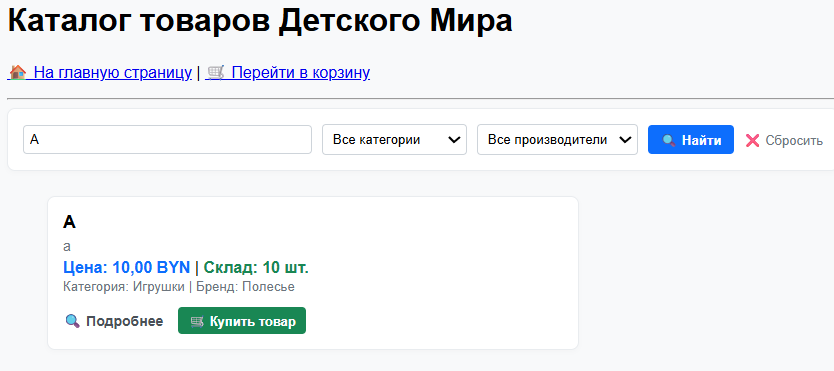 Каталог товаров Детского Мира
На главную страницу | Перейти в корзину
А Все категории Все производители Найти Сбросить
А
а
Цена: 10,00 BYN | Склад: 10 шт.
Категория: Игрушки | Бренд: Полесье
Подробнее Купить товар